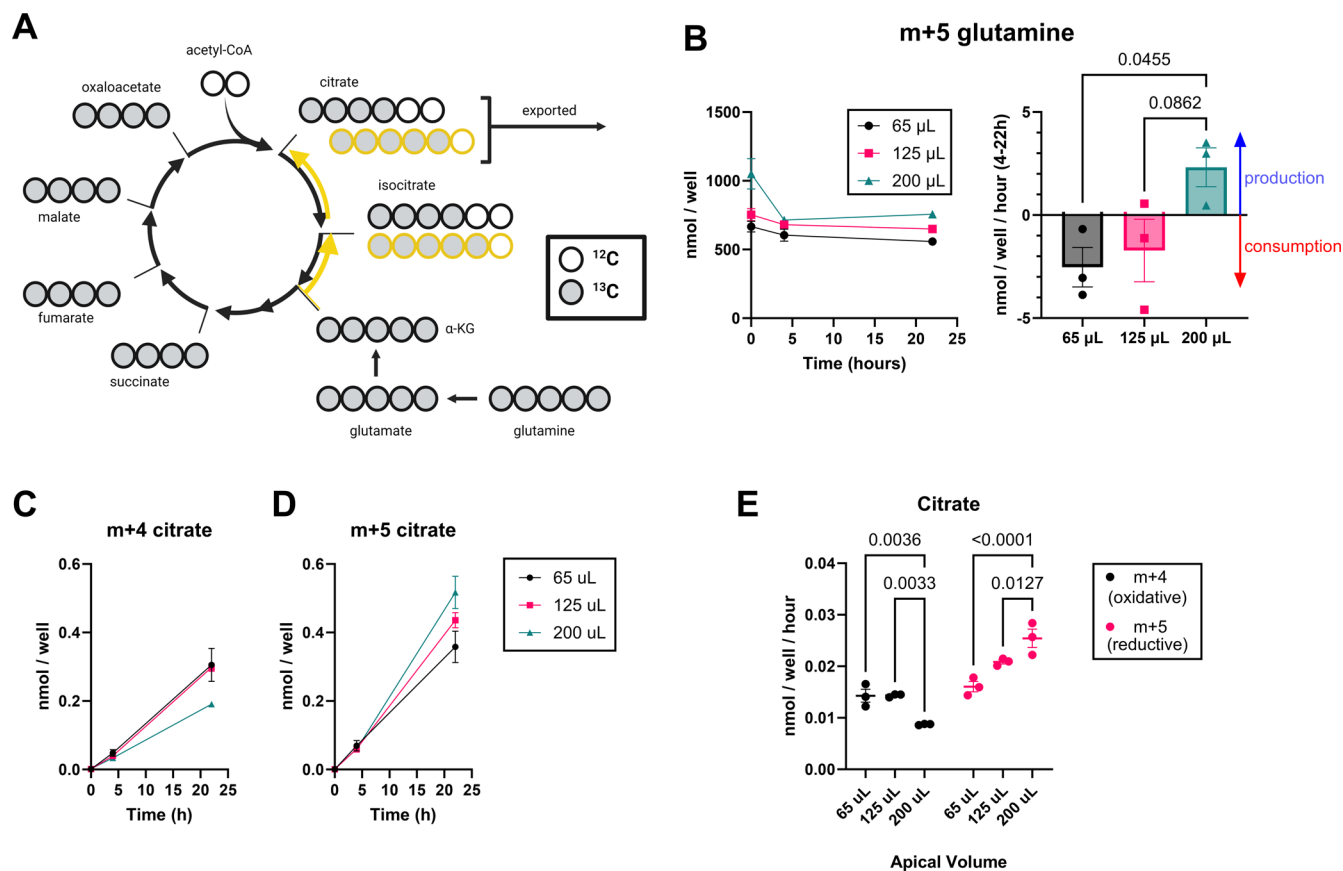 A
acetyl-CoA
oxaloacetate
citrate
exported
isocitrate
malate
12C
13C
fumarate
α-KG
succinate
glutamate
glutamine
B
m+5 glutamine
nmol / well
1500
1000
500
0
0 5 10 15 20 25
Time (hours)
65 µL
125 µL
200 µL
0.0455
0.0862
nmol / well / hour (4-22h)
5
0
-5
production
consumption
65 µL
125 µL
200 µL
C
m+4 citrate
nmol / well
0.6
0.4
0.2
0.0
0 5 10 15 20 25
Time (h)
D
m+5 citrate
nmol / well
0.6
0.4
0.2
0.0
0 5 10 15 20 25
Time (h)
65 uL
125 uL
200 uL
E
Citrate
0.0036
<0.0001
0.0033
0.0127
nmol / well / hour
0.04
0.03
0.02
0.01
0.00
65 uL
125 uL
200 uL
65 uL
125 uL
200 uL
Apical Volume
m+4
(oxidative)
m+5
(reductive)